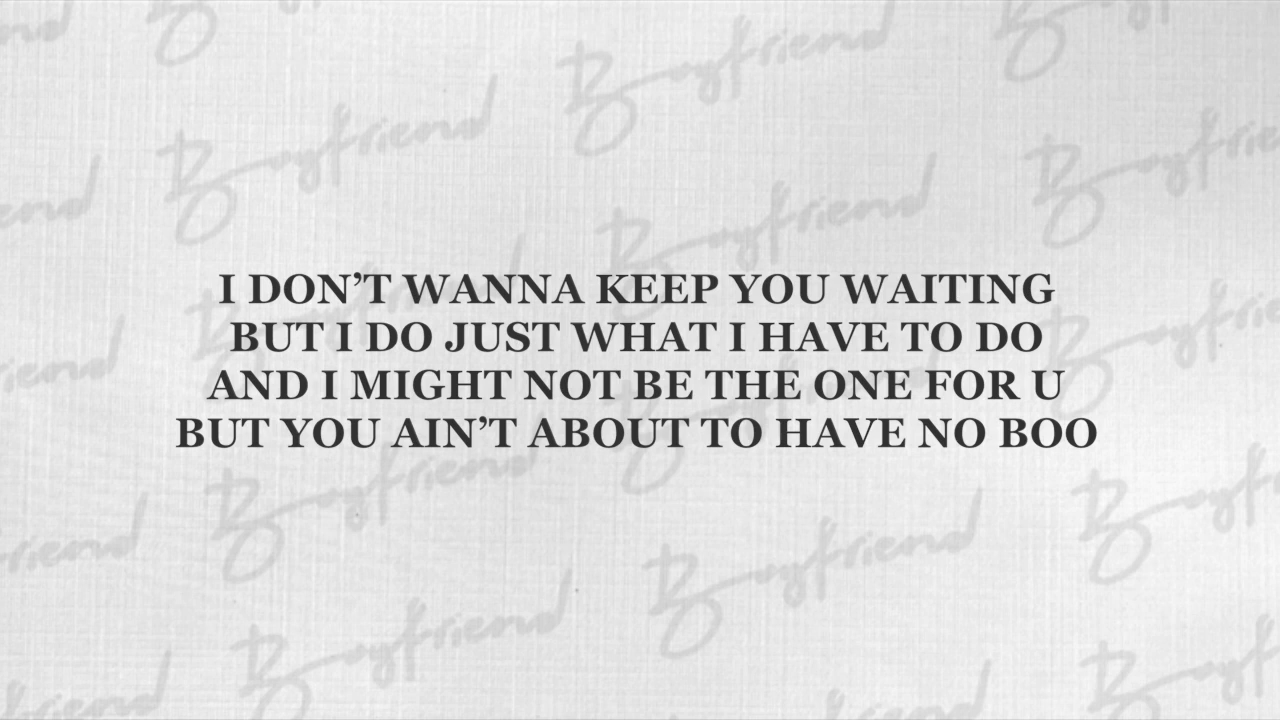 I DON’T WANNA KEEP YOU WAITING
BUT I DO JUST WHAT I HAVE TO DO
AND I MIGHT NOT BE THE ONE FOR U
BUT YOU AIN’T ABOUT TO HAVE NO BOO
Boyfriend